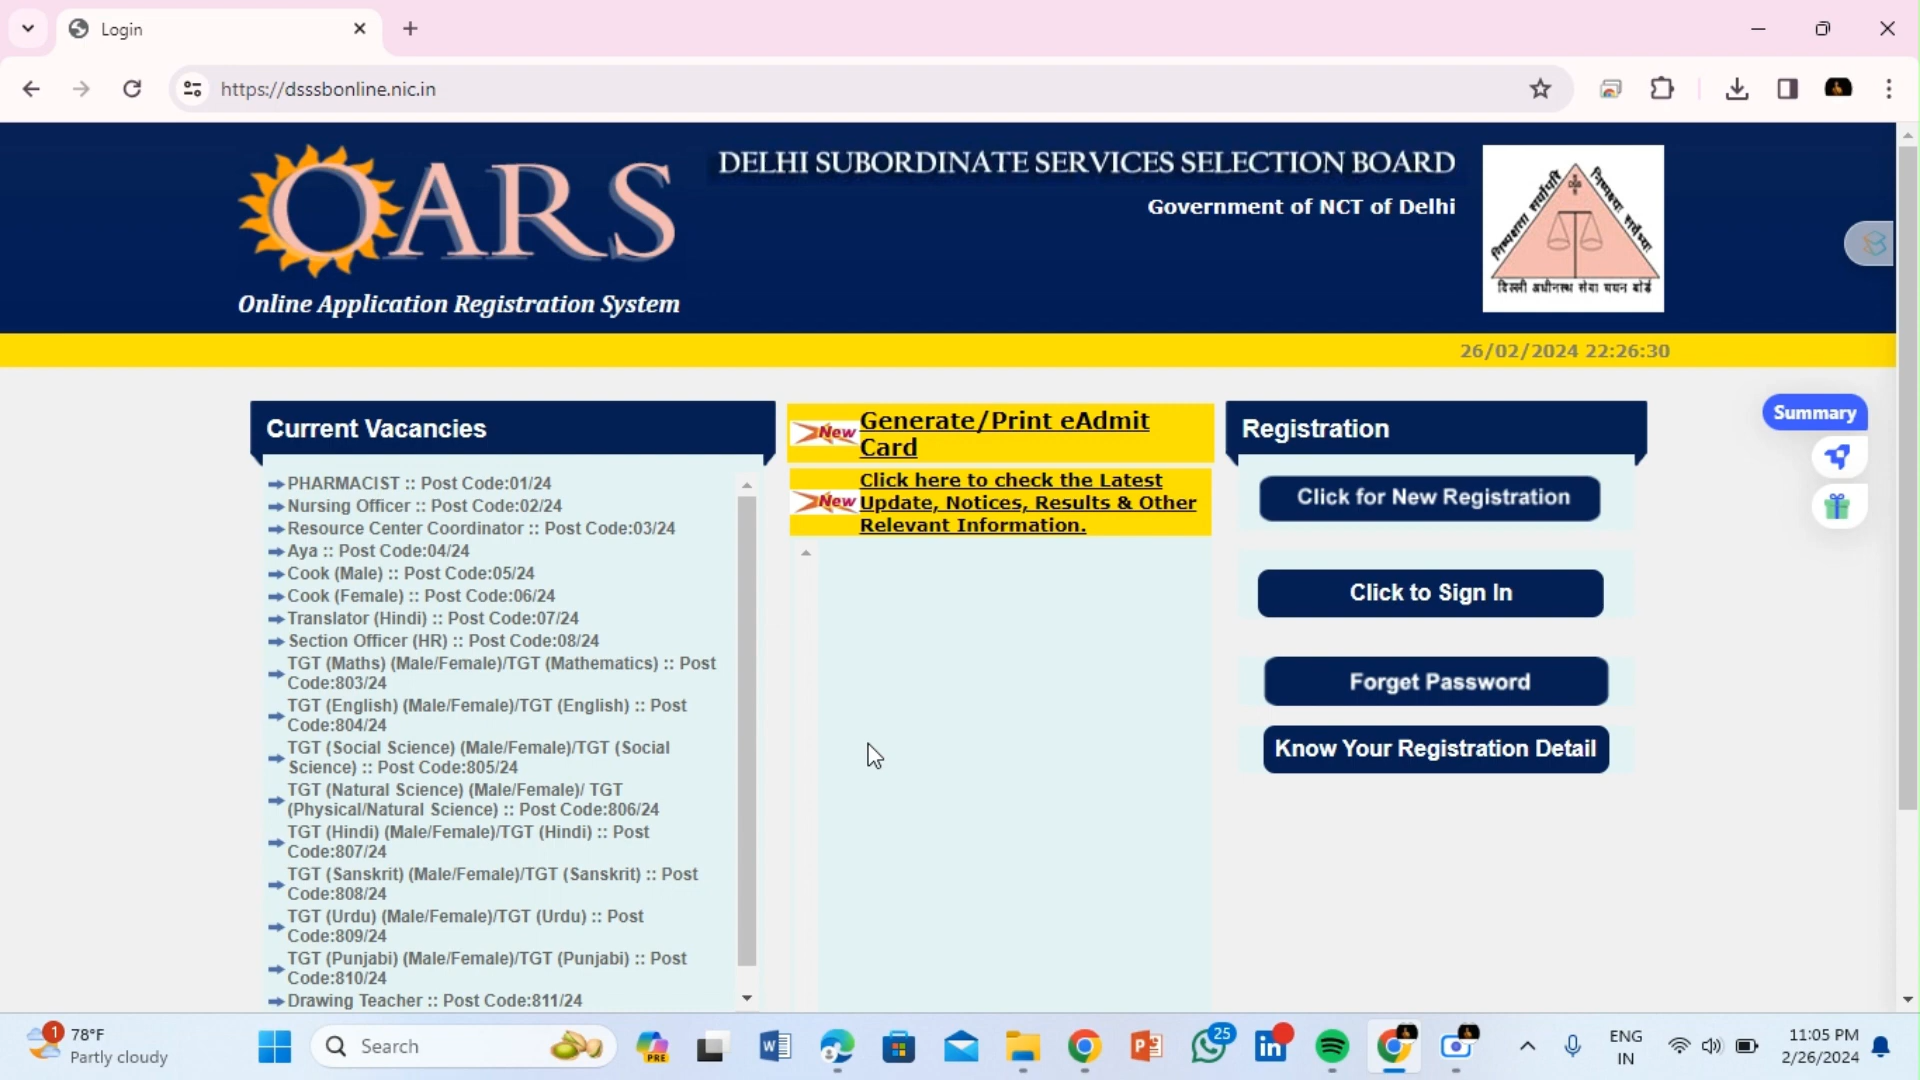 Login
https://dsssbonline.nic.in
OARS
Online Application Registration System
DELHI SUBORDINATE SERVICES SELECTION BOARD
Government of NCT of Delhi
निष्पक्षता सर्वोपरि
दिल्ली अधीनस्थ सेवा चयन बोर्ड
26/02/2024 22:26:30
Current Vacancies
PHARMACIST :: Post Code:01/24
Nursing Officer :: Post Code:02/24
Resource Center Coordinator :: Post Code:03/24
Aya :: Post Code:04/24
Cook (Male) :: Post Code:05/24
Cook (Female) :: Post Code:06/24
Translator (Hindi) :: Post Code:07/24
Section Officer (HR) :: Post Code:08/24
TGT (Maths) (Male/Female)/TGT (Mathematics) :: Post
Code:803/24
TGT (English) (Male/Female)/TGT (English) :: Post
Code:804/24
TGT (Social Science) (Male/Female)/TGT (Social
Science) :: Post Code:805/24
TGT (Natural Science) (Male/Female)/ TGT
(Physical/Natural Science) :: Post Code:806/24
TGT (Hindi) (Male/Female)/TGT (Hindi) :: Post
Code:807/24
TGT (Sanskrit) (Male/Female)/TGT (Sanskrit) :: Post
Code:808/24
TGT (Urdu) (Male/Female)/TGT (Urdu) :: Post
Code:809/24
TGT (Punjabi) (Male/Female)/TGT (Punjabi) :: Post
Code:810/24
Drawing Teacher :: Post Code:811/24
New
Generate/Print eAdmit
Card
New
Click here to check the Latest
Update, Notices, Results & Other
Relevant Information.
Registration
Click for New Registration
Click to Sign In
Forget Password
Know Your Registration Detail
Summary
1
78°F
Partly cloudy
Search
PRE
25
ENG
IN
11:05 PM
2/26/2024